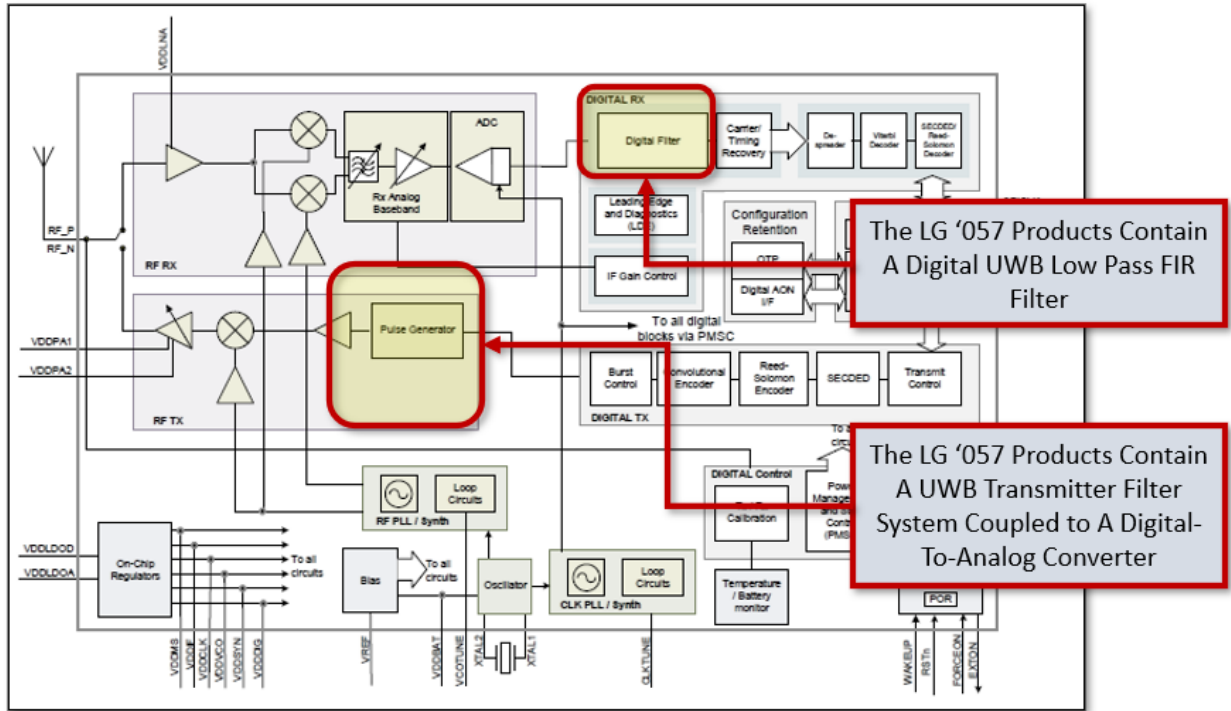 VDDLNA
RF_P
RF_N
RF RX
Rx Analog
Baseband
ADC
DIGITAL RX
Digital Filter
Carrier/
Timing
Recovery
De-
spreader
Viterbi
Decoder
SECDED/
Reed-
Solomon
Decoder
Leading Edge
and Diagnostics
IF Gain Control
Configuration
Retention
OTP
Digital AON
I/F
The LG ‘057 Products Contain
A Digital UWB Low Pass FIR
Filter
VDDPA1
VDDPA2
RF TX
Pulse Generator
To all digital
blocks via PMSC
Burst
Control
Convolutional
Encoder
Reed-
Solomon
Encoder
SECDED
Transmit
Control
DIGITAL TX
The LG ‘057 Products Contain
A UWB Transmitter Filter
System Coupled to A Digital-
To-Analog Converter
DIGITAL Control
Calibration
Temperature
/ Battery
monitor
POR
RF PLL / Synth
Loop
Circuits
VDDLDOD
VDDLDOA
On-Chip
Regulators
To all
circuits
Bias
To all
circuits
Oscillator
CLK PLL / Synth
Loop
Circuits
VDDMS
VDDIF
VDDCLK
VDDVCO
VDDSYN
VDDDIG
VREF
VDDBAT
VCOTUNE
XTAL2
XTAL1
CLKTUNE
WAKEUP
RSTn
FORCEON
EXTON